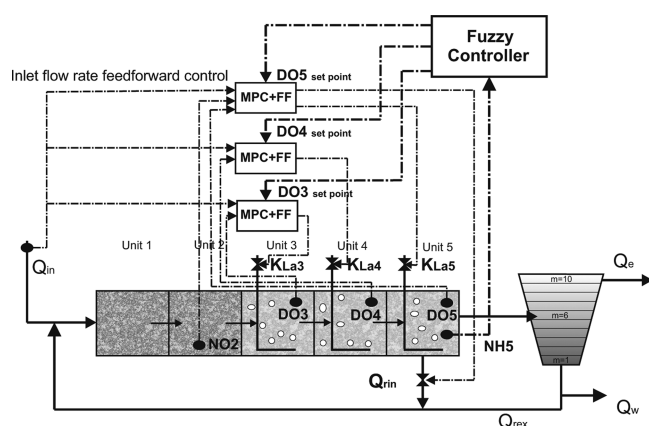 Fuzzy
Controller
Inlet flow rate feedforward control
DO5 set point
MPC+FF
DO4 set point
MPC+FF
DO3 set point
MPC+FF
Unit 1
Unit 2
Unit 3
Unit 4
Unit 5
Qin
KLa3
KLa4
KLa5
Qe
m=10
m=6
m=1
DO3
DO4
DO5
NO2
NH5
Qrin
Qw
Qrex